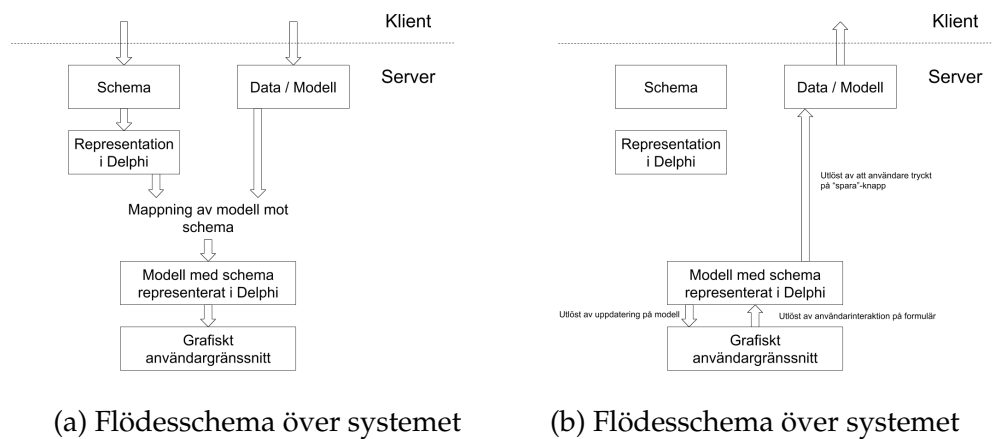 Klient
Server
Schema
Data / Modell
Representation
i Delphi
Mappning av modell mot
schema
Modell med schema
representerat i Delphi
Grafiskt
användargränssnitt
(a) Flödesschema över systemet
Klient
Server
Schema
Data / Modell
Representation
i Delphi
Utlöst av att användare tryckt
på "spara"-knapp
Modell med schema
representerat i Delphi
Utlöst av uppdatering på modell
Utlöst av användarinteraktion på formulär
Grafiskt
användargränssnitt
(b) Flödesschema över systemet